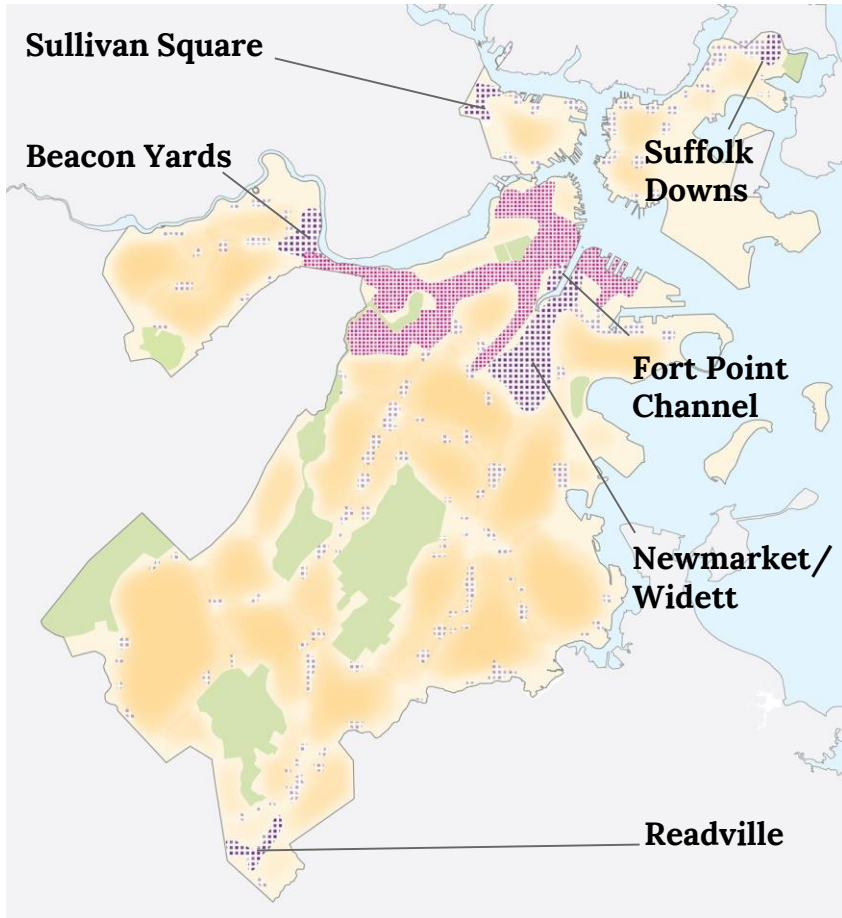 Sullivan Square
Beacon Yards
Suffolk
Downs
Fort Point
Channel
Newmarket/
Widett
Readville